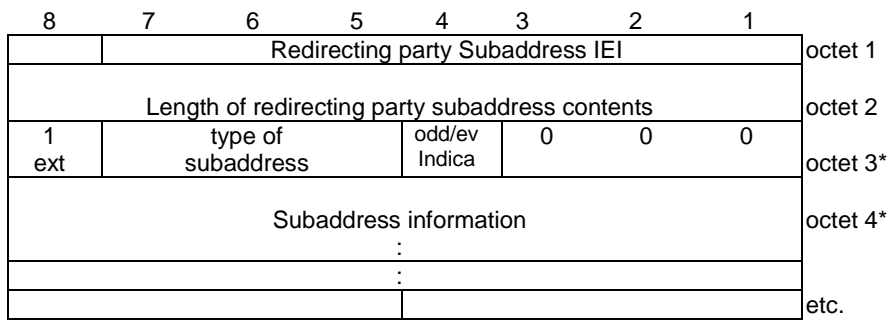 8 7 6 5 4 3 2 1
Redirecting party Subaddress IEI octet 1
Length of redirecting party subaddress contents octet 2
1 type of odd/ev 0 0 0
ext subaddress Indica octet 3*
Subaddress information octet 4*
:
:
etc.